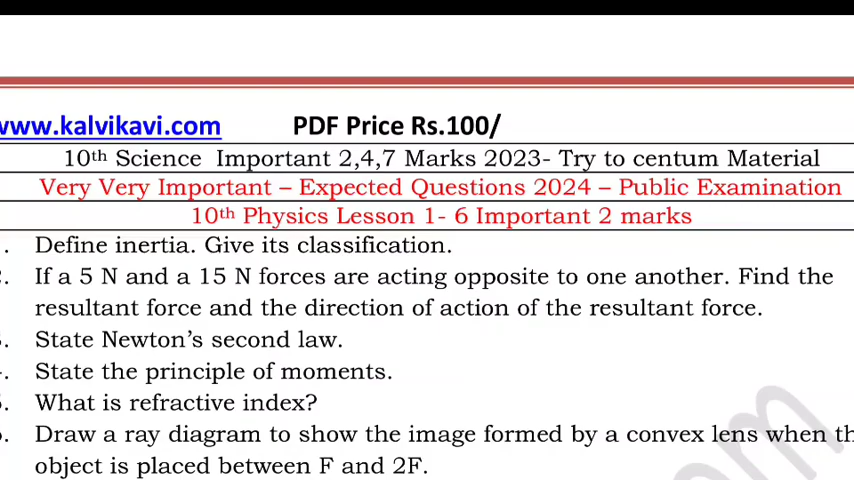 www.kalvikavi.com PDF Price Rs.100/
10th Science Important 2,4,7 Marks 2023- Try to centum Material
Very Very Important – Expected Questions 2024 – Public Examination
10th Physics Lesson 1- 6 Important 2 marks
. Define inertia. Give its classification.
. If a 5 N and a 15 N forces are acting opposite to one another. Find the
resultant force and the direction of action of the resultant force.
. State Newton’s second law.
. State the principle of moments.
. What is refractive index?
. Draw a ray diagram to show the image formed by a convex lens when th
object is placed between F and 2F.
om